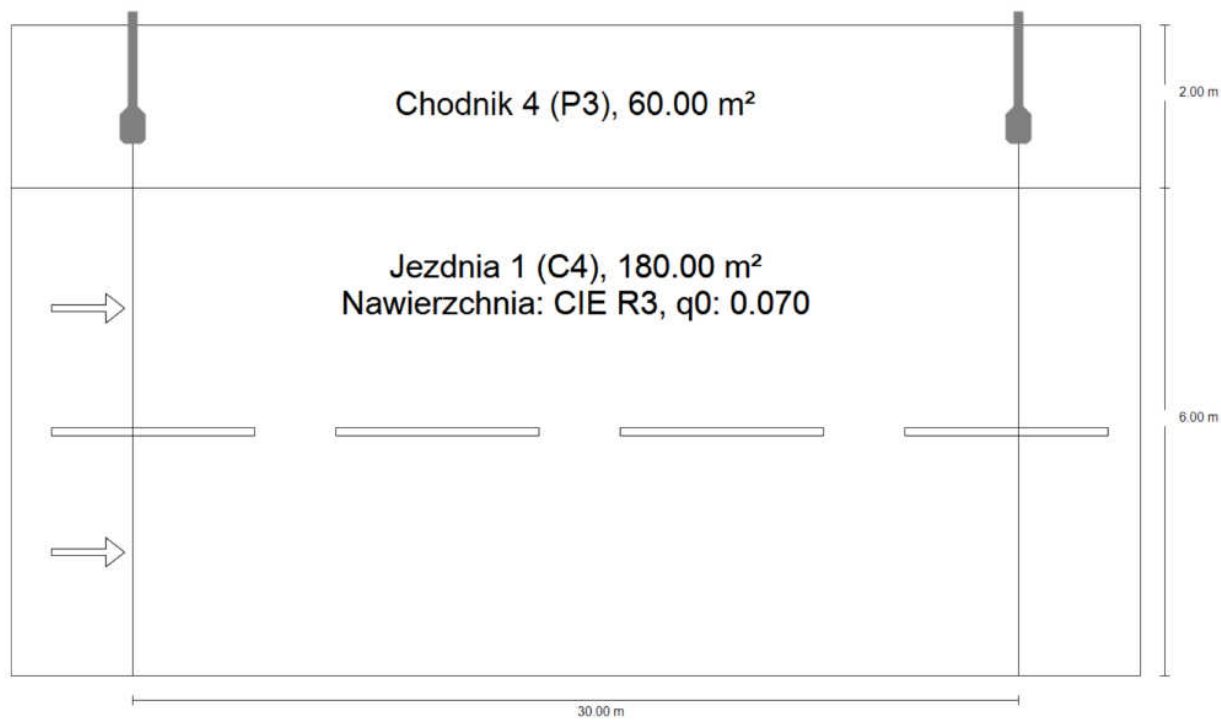 Chodnik 4 (P3), 60.00 m²
2.00 m
Jezdnia 1 (C4), 180.00 m²
Nawierzchnia: CIE R3, q0: 0.070
6.00 m
30.00 m